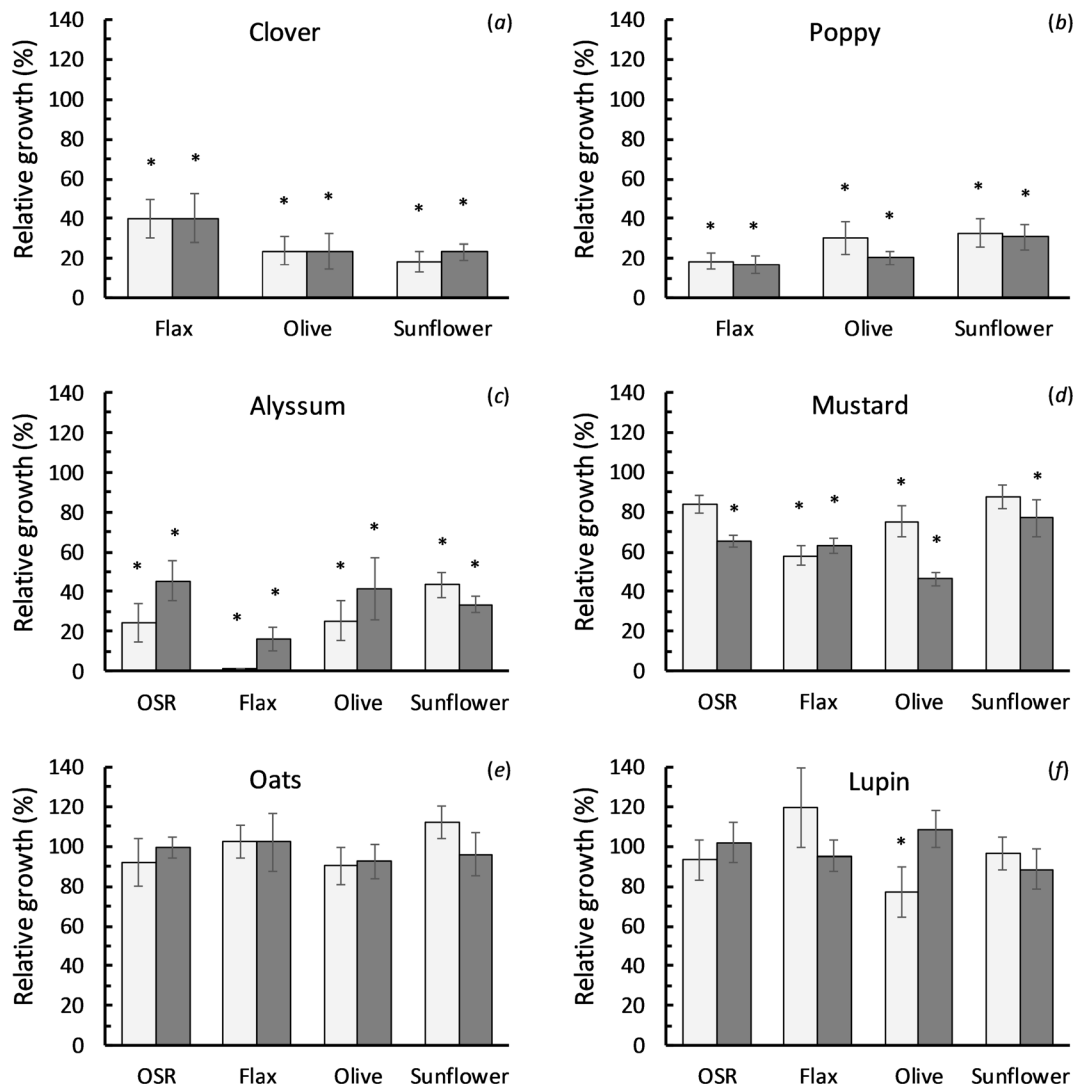 Clover
(a)
Relative growth (%)
140
120
100
80
60
40
20
0
* * * * * *
Flax Olive Sunflower
Poppy
(b)
Relative growth (%)
140
120
100
80
60
40
20
0
* * * * * *
Flax Olive Sunflower
Alyssum
(c)
Relative growth (%)
140
120
100
80
60
40
20
0
* * * * * * * *
OSR Flax Olive Sunflower
Mustard
(d)
Relative growth (%)
140
120
100
80
60
40
20
0
* * * * * *
OSR Flax Olive Sunflower
Oats
(e)
Relative growth (%)
140
120
100
80
60
40
20
0
OSR Flax Olive Sunflower
Lupin
(f)
Relative growth (%)
140
120
100
80
60
40
20
0
*
OSR Flax Olive Sunflower